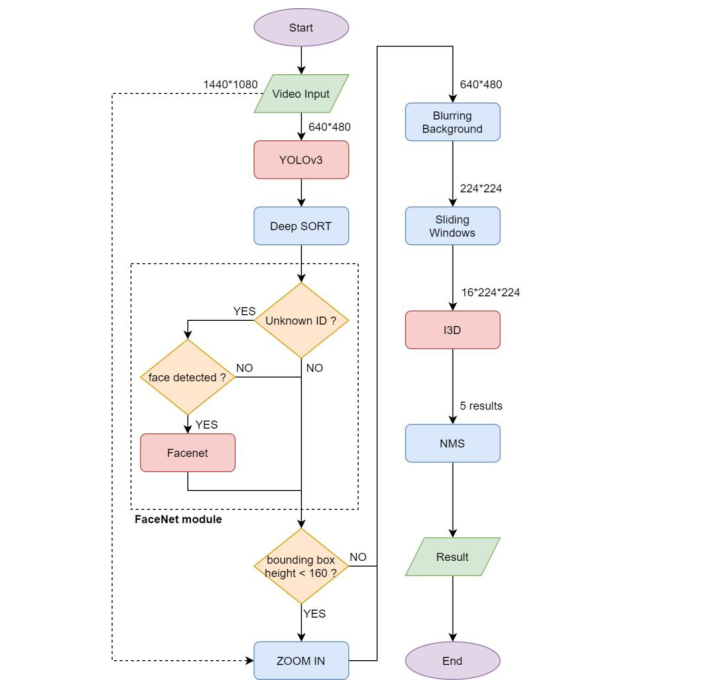 Start
1440*1080
Video Input
640*480
YOLOv3
Deep SORT
Unknown ID ?
YES
NO
face detected ?
NO
YES
Facenet
FaceNet module
bounding box
height < 160 ?
NO
YES
ZOOM IN
640*480
Blurring
Background
224*224
Sliding
Windows
16*224*224
I3D
5 results
NMS
Result
End